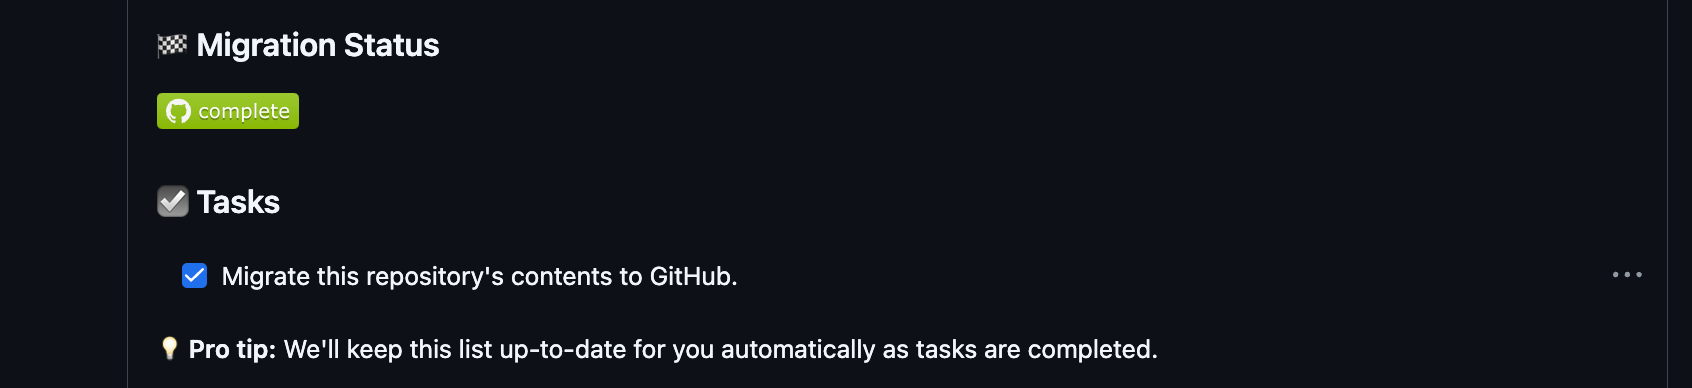 Migration Status
complete
Tasks
Migrate this repository's contents to GitHub.
Pro tip: We'll keep this list up-to-date for you automatically as tasks are completed.